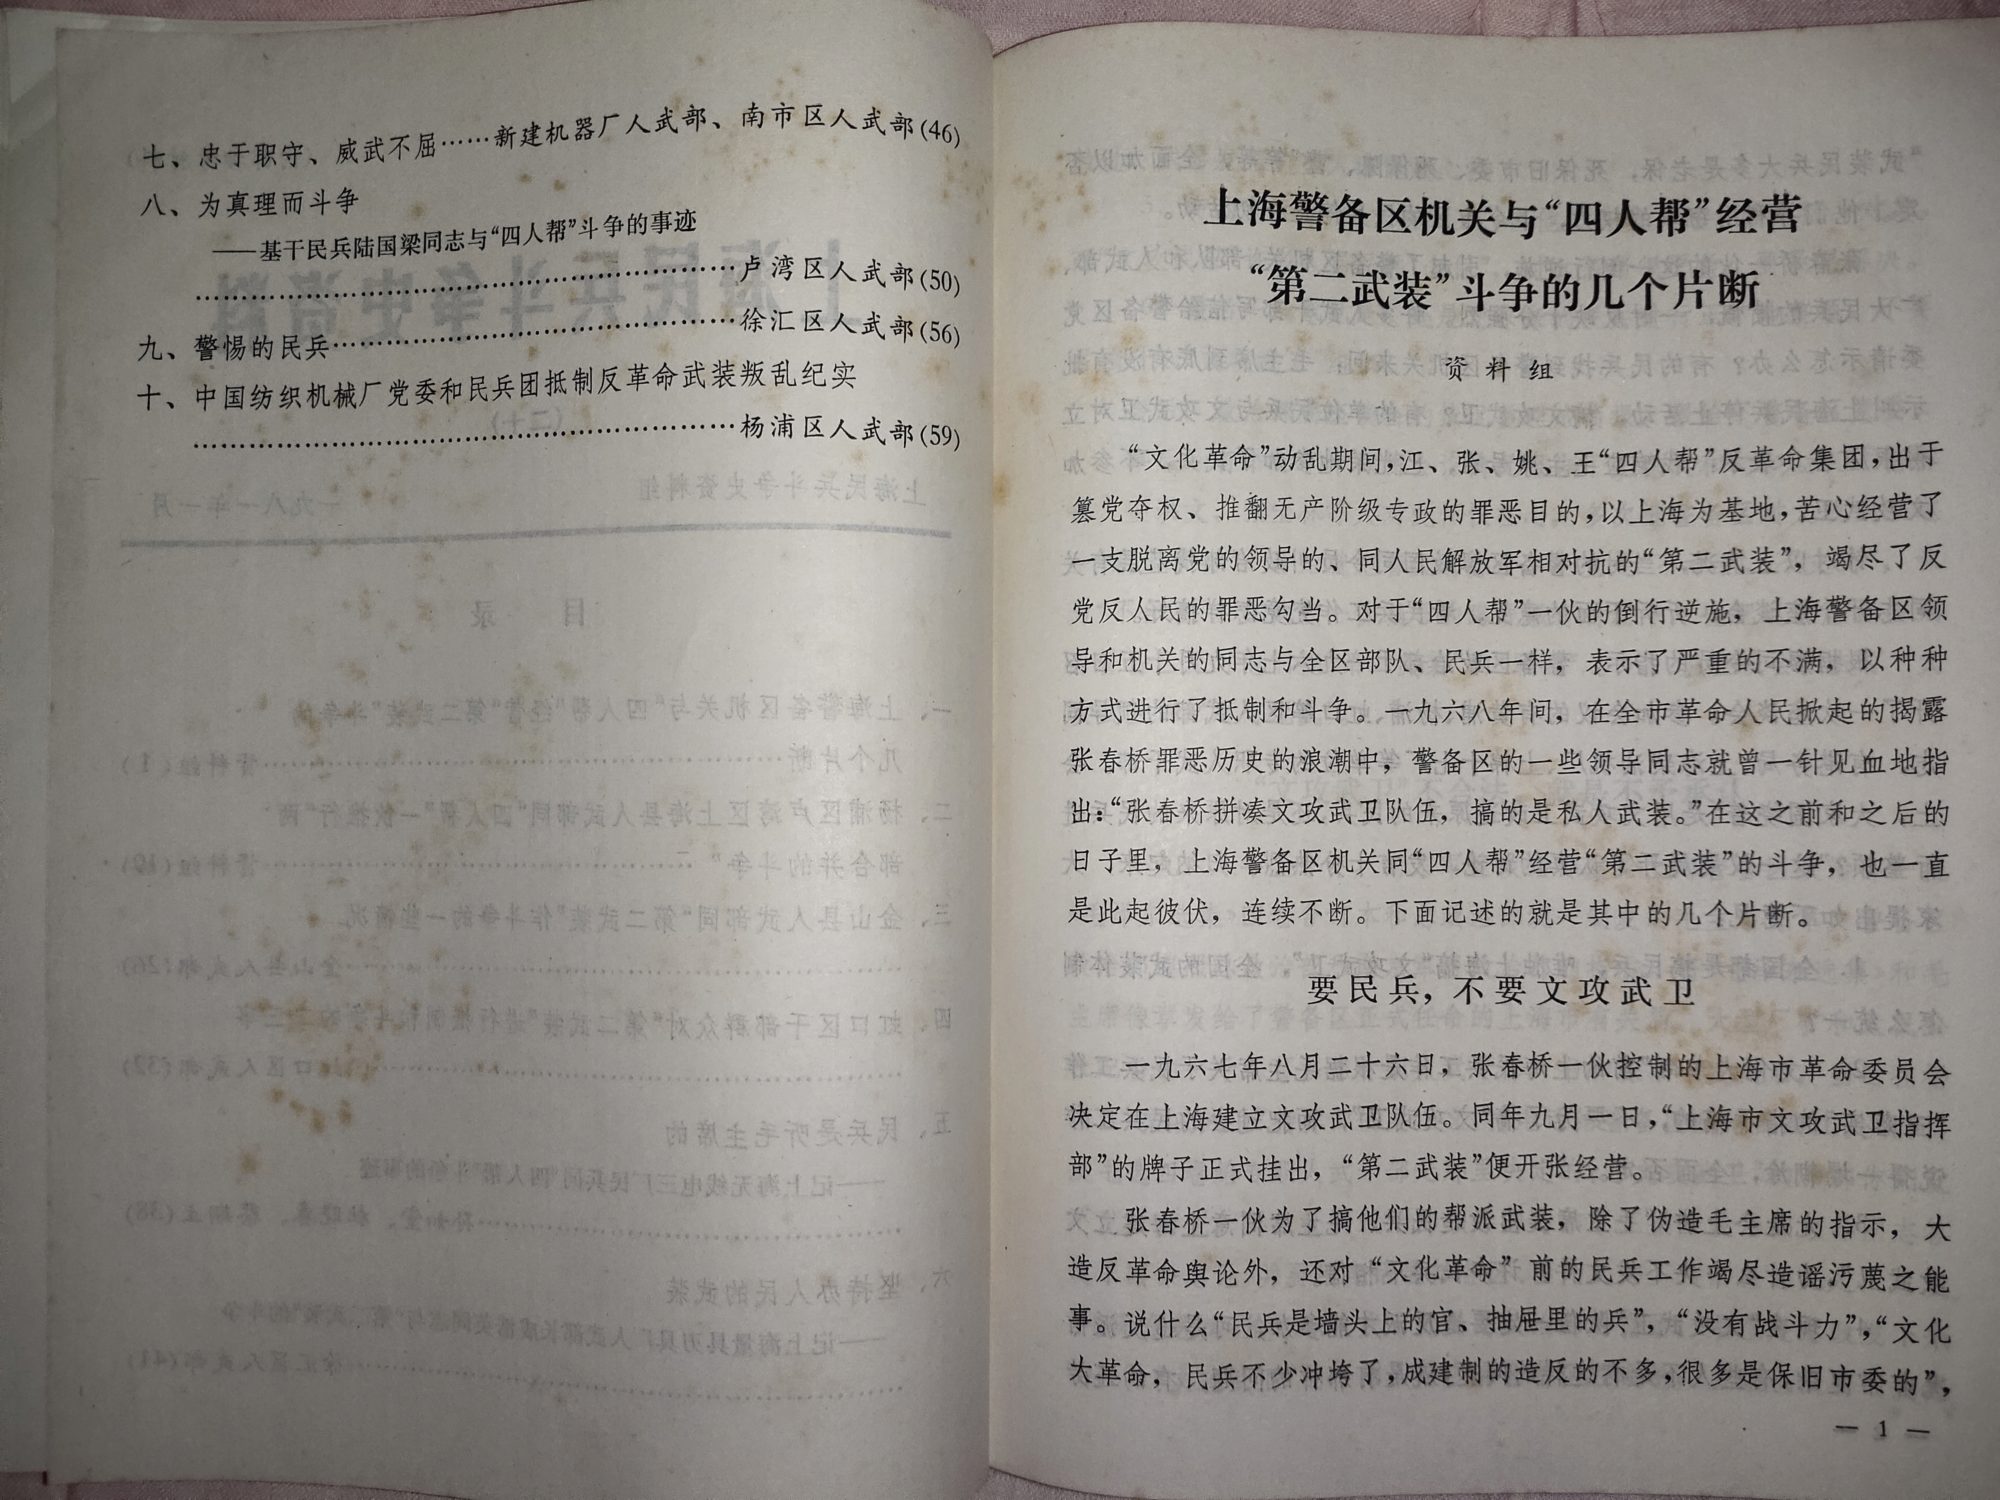 七、忠于职守、威武不屈……新建机器厂人武部、南市区人武部(46)
八、为真理而斗争
——基干民兵陆国梁同志与“四人帮”斗争的事迹
……………………………………………………卢湾区人武部(50)
九、警惕的民兵………………………………………徐汇区人武部(56)
十、中国纺织机械厂党委和民兵团抵制反革命武装叛乱纪实
……………………………………………………杨浦区人武部(59)
上海警备区机关与“四人帮”经营
“第二武装”斗争的几个片断
资料组
“文化革命”动乱期间,江、张、姚、王“四人帮”反革命集团,出于
篡党夺权、推翻无产阶级专政的罪恶目的,以上海为基地,苦心经营了
一支脱离党的领导的、同人民解放军相对抗的“第二武装”,竭尽了反
党反人民的罪恶勾当。对于“四人帮”一伙的倒行逆施,上海警备区领
导和机关的同志与全区部队、民兵一样,表示了严重的不满,以种种
方式进行了抵制和斗争。一九六八年间,在全市革命人民掀起的揭露
张春桥罪恶历史的浪潮中,警备区的一些领导同志就曾一针见血地指
出:“张春桥拼凑文攻武卫队伍,搞的是私人武装。”在这之前和之后的
日子里,上海警备区机关同“四人帮”经营“第二武装”的斗争,也一直
是此起彼伏,连续不断。下面记述的就是其中的几个片断。
要民兵,不要文攻武卫
一九六七年八月二十六日,张春桥一伙控制的上海市革命委员会
决定在上海建立文攻武卫队伍。同年九月一日,“上海市文攻武卫指挥
部”的牌子正式挂出,“第二武装”便开张经营。
张春桥一伙为了搞他们的帮派武装,除了伪造毛主席的指示,大
造反革命舆论外,还对“文化革命”前的民兵工作竭尽造谣污蔑之能
事。说什么“民兵是墙头上的官、抽屉里的兵”,“没有战斗力”,“文化
大革命,民兵不少冲垮了,成建制的造反的不多,很多是保旧市委的”,
— 1 —